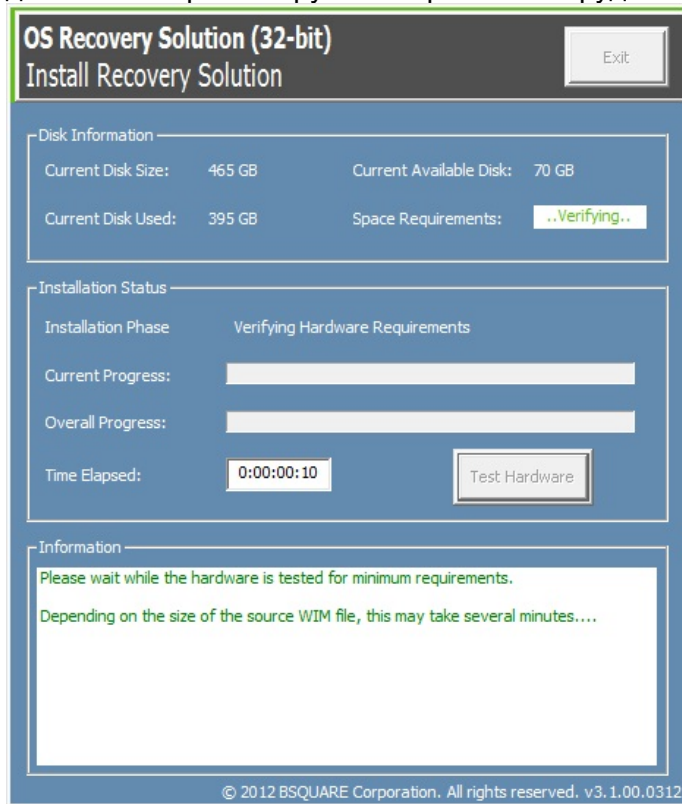 OS Recovery Solution (32-bit)
Install Recovery Solution
Exit
Disk Information
Current Disk Size: 465 GB Current Available Disk: 70 GB
Current Disk Used: 395 GB Space Requirements: ..Verifying..
Installation Status
Installation Phase Verifying Hardware Requirements
Current Progress:
Overall Progress:
Time Elapsed: 0:00:00:10 Test Hardware
Information
Please wait while the hardware is tested for minimum requirements.
Depending on the size of the source WIM file, this may take several minutes....
© 2012 BSQUARE Corporation. All rights reserved. v3.1.00.0312